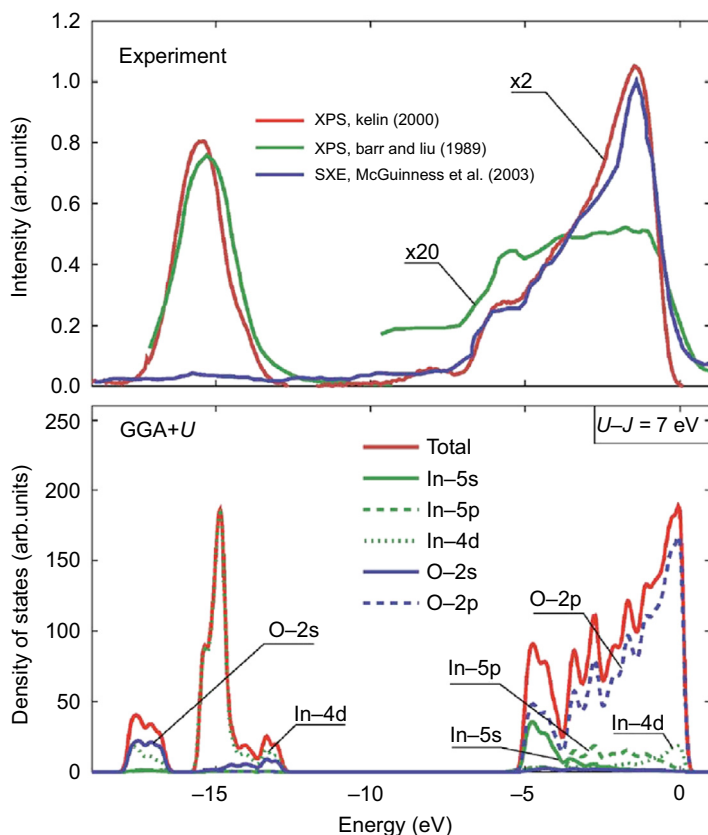 1.2
1.0
0.8
0.6
0.4
0.2
0.0
Intensity (arb.units)
Experiment
XPS, kelin (2000)
XPS, barr and liu (1989)
SXE, McGuinness et al. (2003)
x2
x20
250
200
150
100
50
0
Density of states (arb.units)
GGA+U
U–J = 7 eV
Total
In–5s
In–5p
In–4d
O–2s
O–2p
O–2s
In–4d
O–2p
In–5p
In–5s
In–4d
–15
–10
–5
0
Energy (eV)